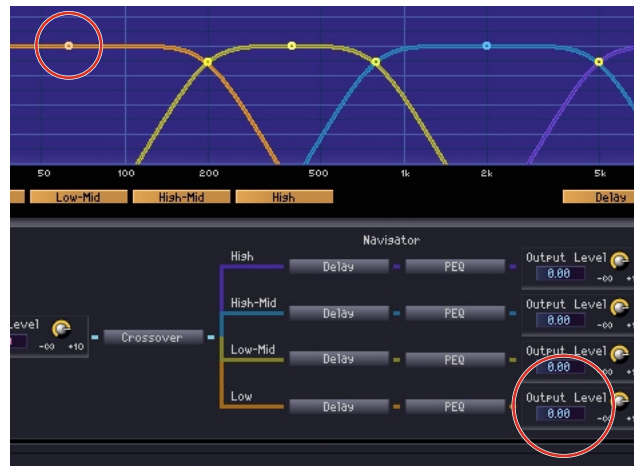 50 100 200 500 1k 2k 5k
Low-Mid High-Mid High Delay
Navigator
High Delay PEQ Output Level
0.00 -∞
High-Mid Delay PEQ Output Level
0.00 -∞
Level -∞ +10 Crossover
Low-Mid Delay PEQ Output Level
0.00 -∞
Low Delay PEQ Output Level
0.00 -∞